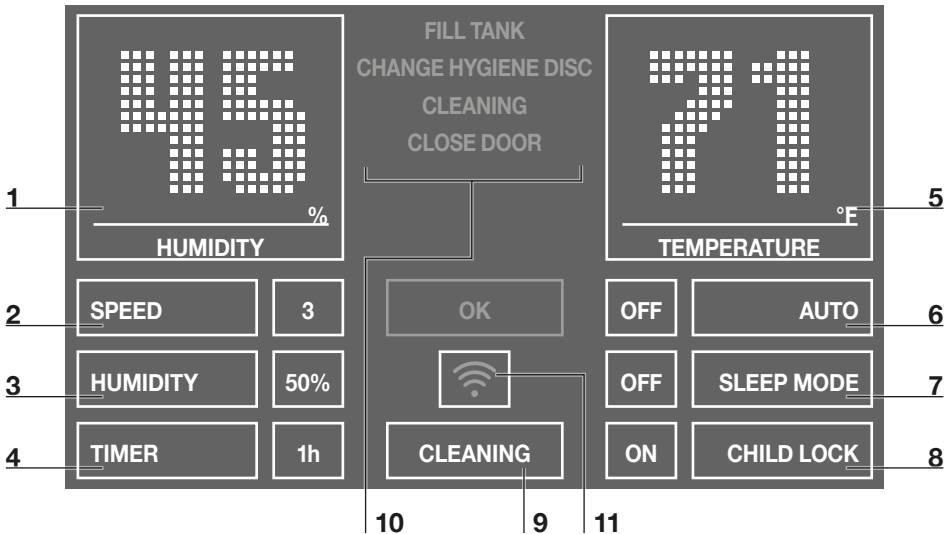 45
%
HUMIDITY
FILL TANK
CHANGE HYGIENE DISC
CLEANING
CLOSE DOOR
71
°F
TEMPERATURE
1
5
SPEED 3 OK OFF AUTO
2
6
HUMIDITY 50% OFF SLEEP MODE
3
7
TIMER 1h CLEANING ON CHILD LOCK
4
8
10 9 11